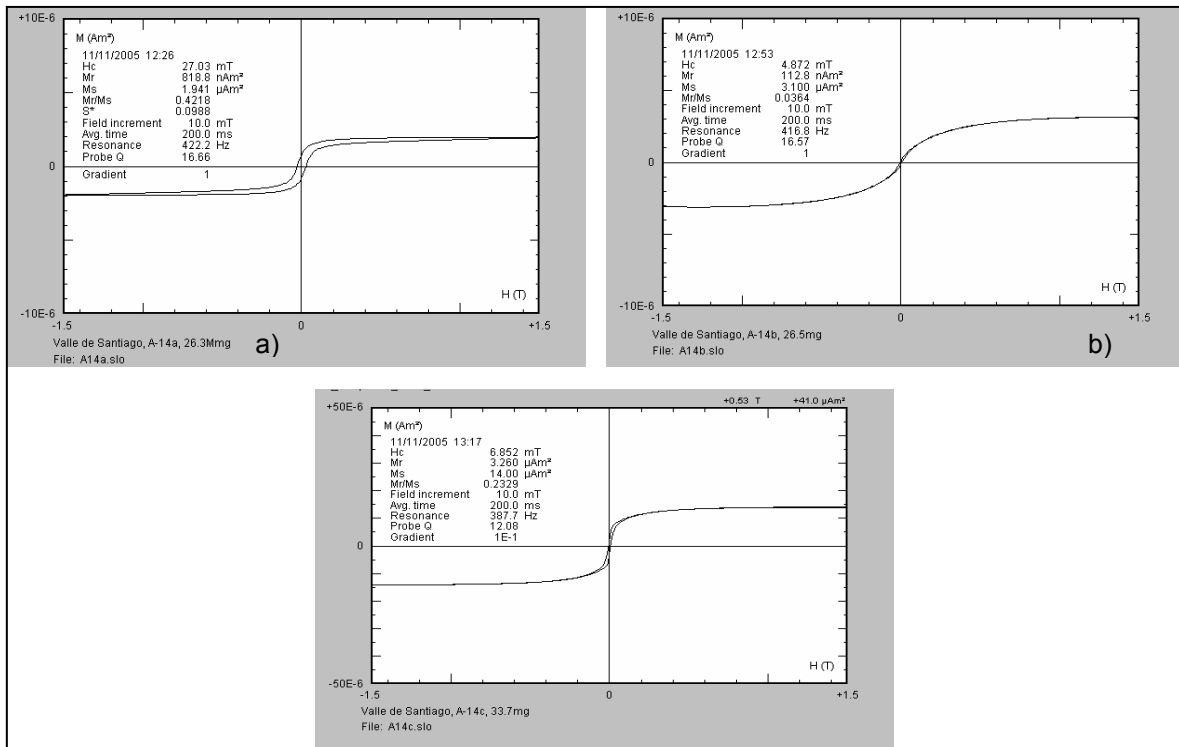 +10E-6
M (Am²)
11/11/2005 12:26
Hc 27.03 mT
Mr 818.8 nAm²
Ms 1.941 µAm²
Mr/Ms 0.4218
S* 0.0988
Field increment 10.0 mT
Avg. time 200.0 ms
Resonance 422.2 Hz
Probe Q 16.66
Gradient 1
0
H (T)
-10E-6
-1.5 0 +1.5
Valle de Santiago, A-14a, 26.3Mmg
File: A14a.slo
a)
+10E-6
M (Am²)
11/11/2005 12:53
Hc 4.872 mT
Mr 112.8 nAm²
Ms 3.100 µAm²
Mr/Ms 0.0364
Field increment 10.0 mT
Avg. time 200.0 ms
Resonance 416.8 Hz
Probe Q 16.57
Gradient 1
0
H (T)
-10E-6
-1.5 0 +1.5
Valle de Santiago, A-14b, 26.5mg
File: A14b.slo
b)
+0.53 T +41.0 µAm²
+50E-6
M (Am²)
11/11/2005 13:17
Hc 6.852 mT
Mr 3.260 µAm²
Ms 14.00 µAm²
Mr/Ms 0.2329
Field increment 10.0 mT
Avg. time 200.0 ms
Resonance 387.7 Hz
Probe Q 12.08
Gradient 1E-1
0
H (T)
-50E-6
-1.5 0 +1.5
Valle de Santiago, A-14c, 33.7mg
File: A14c.slo